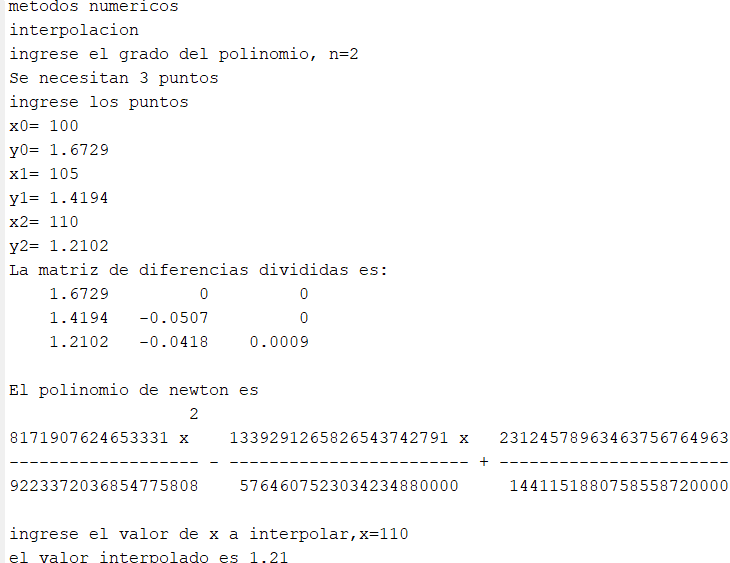 metodos numericos
interpolacion
ingrese el grado del polinomio, n=2
Se necesitan 3 puntos
ingrese los puntos
x0= 100
y0= 1.6729
x1= 105
y1= 1.4194
x2= 110
y2= 1.2102
La matriz de diferencias divididas es:
1.6729 0 0
1.4194 -0.0507 0
1.2102 -0.0418 0.0009
El polinomio de newton es
2
8171907624653331 x 1339291265826543742791 x 23124578963463756764963
------------------- - ------------------------ + -----------------------
9223372036854775808 5764607523034234880000 1441151880758558720000
ingrese el valor de x a interpolar,x=110
el valor interpolado es 1.21